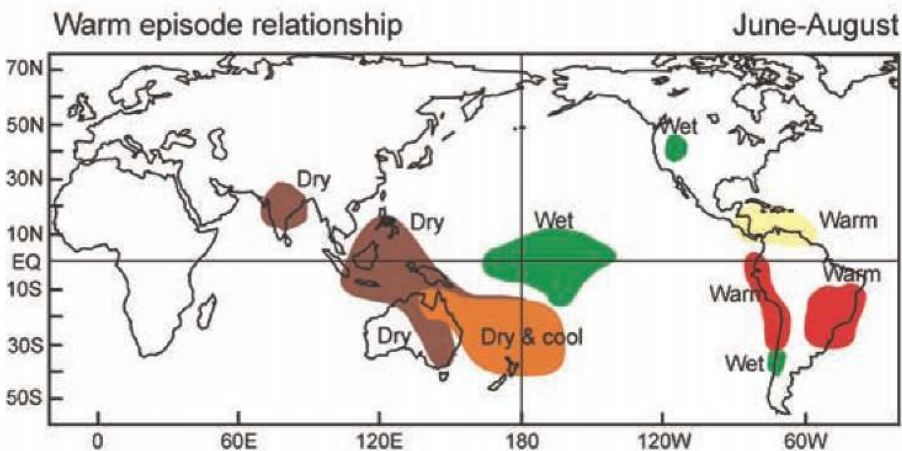 Warm episode relationship
June-August
70N
50N
30N
10N
EQ
10S
30S
50S
Wet
Dry
Dry
Wet
Warm
Warm
Warm
Dry
Dry & cool
Wet
0
60E
120E
180
120W
60W